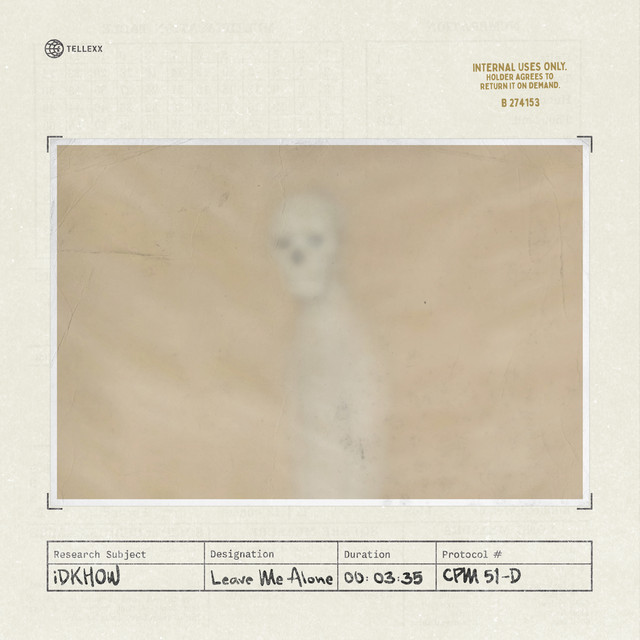 TELLEXX
INTERNAL USES ONLY.
HOLDER AGREES TO
RETURN IT ON DEMAND.
B 274153
Research Subject
Designation
Duration
Protocol #
iDKHOW
Leave Me Alone
00:03:35
CPM 51-D